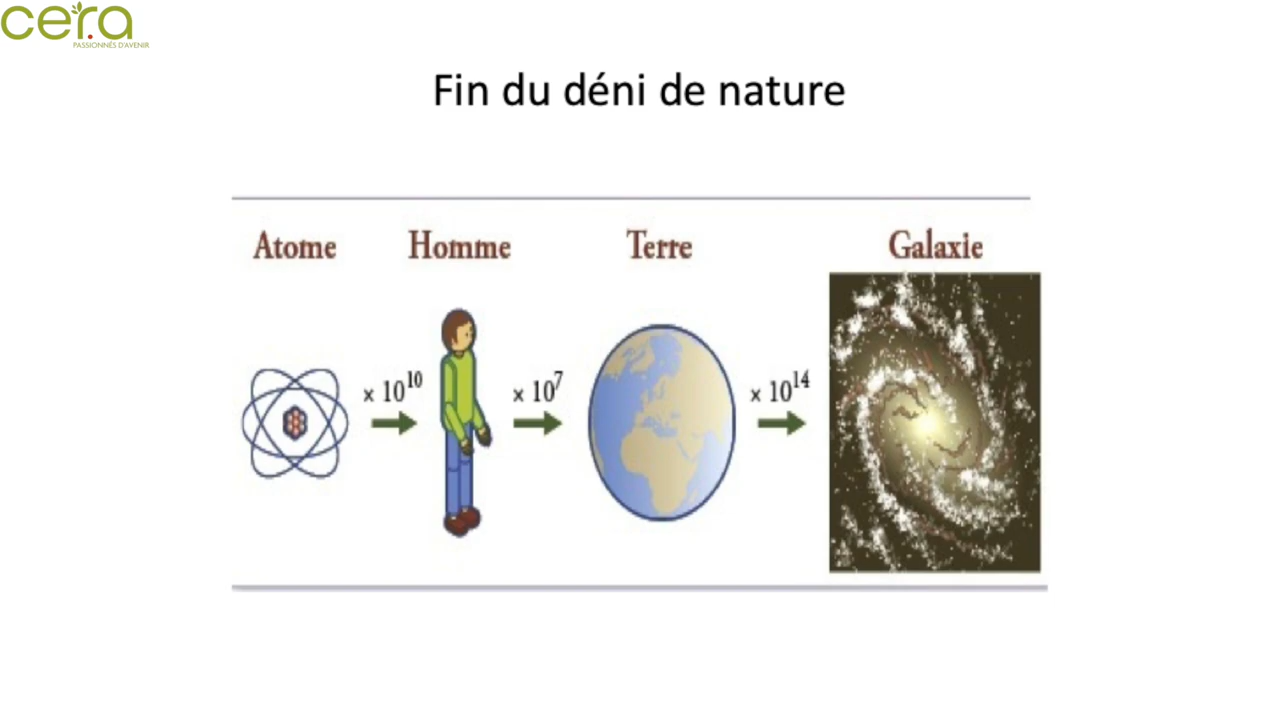 cera
PASSIONNÉS D'AVENIR
Fin du déni de nature
Atome Homme Terre Galaxie
× 10¹⁰ × 10⁷ × 10¹⁴